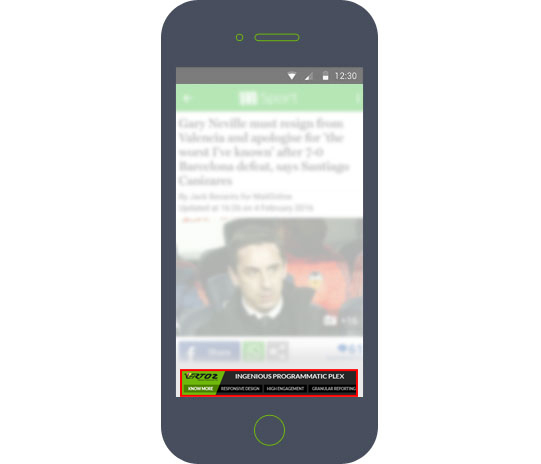 12:30
Sport
Gary Neville must resign from
Valencia and apologise for 'the
worst I've known' after 7-0
Barcelona defeat, says Santiago
Canizares
By Jack Bezants for MailOnline
Updated at 16:26 on 4 February 2016
+16
Share
VERTOZ
INGENIOUS PROGRAMMATIC PLEX
KNOW MORE
RESPONSIVE DESIGN
HIGH ENGAGEMENT
GRANULAR REPORTING